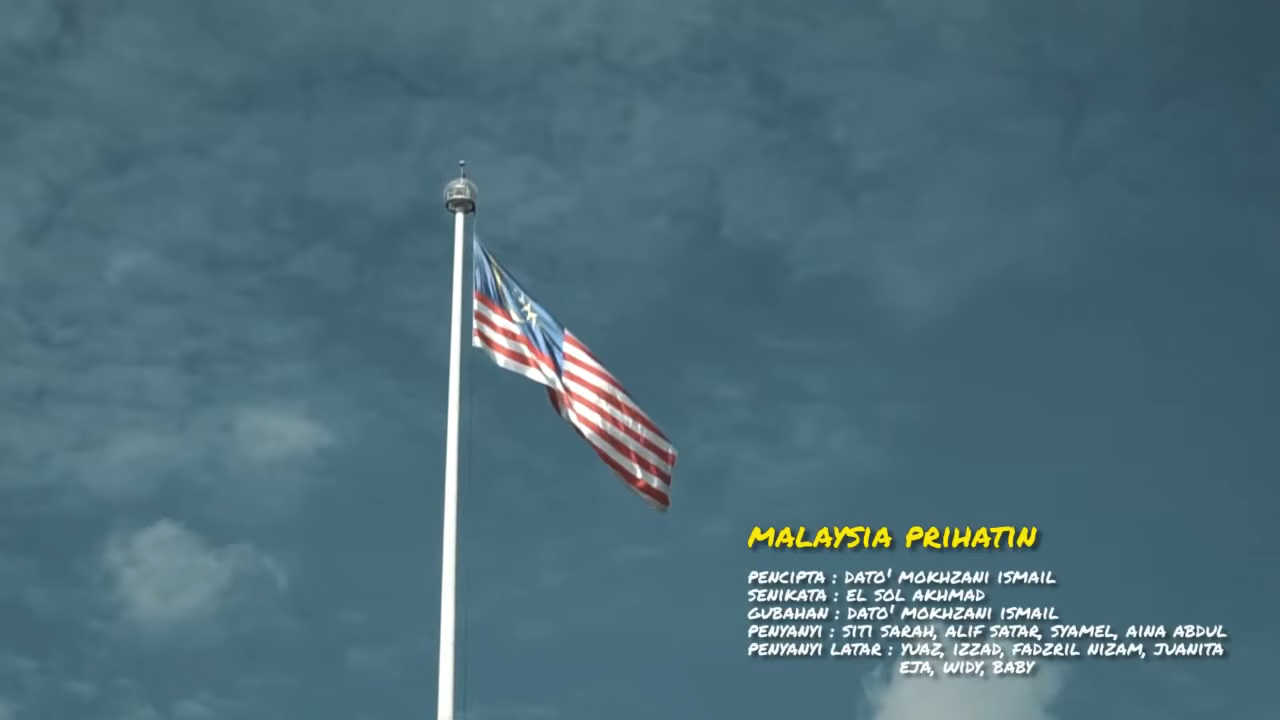 MALAYSIA PRIHATIN
PENCIPTA : DATO' MOKHZANI ISMAIL
SENIKATA : EL SOL AKHMAD
GUBAHAN : DATO' MOKHZANI ISMAIL
PENYANYI : SITI SARAH, ALIF SATAR, SYAMEL, AINA ABDUL
PENYANYI LATAR : YUAZ, IZZAD, FADZRIL NIZAM, JUANITA
EJA, WIDY, BABY